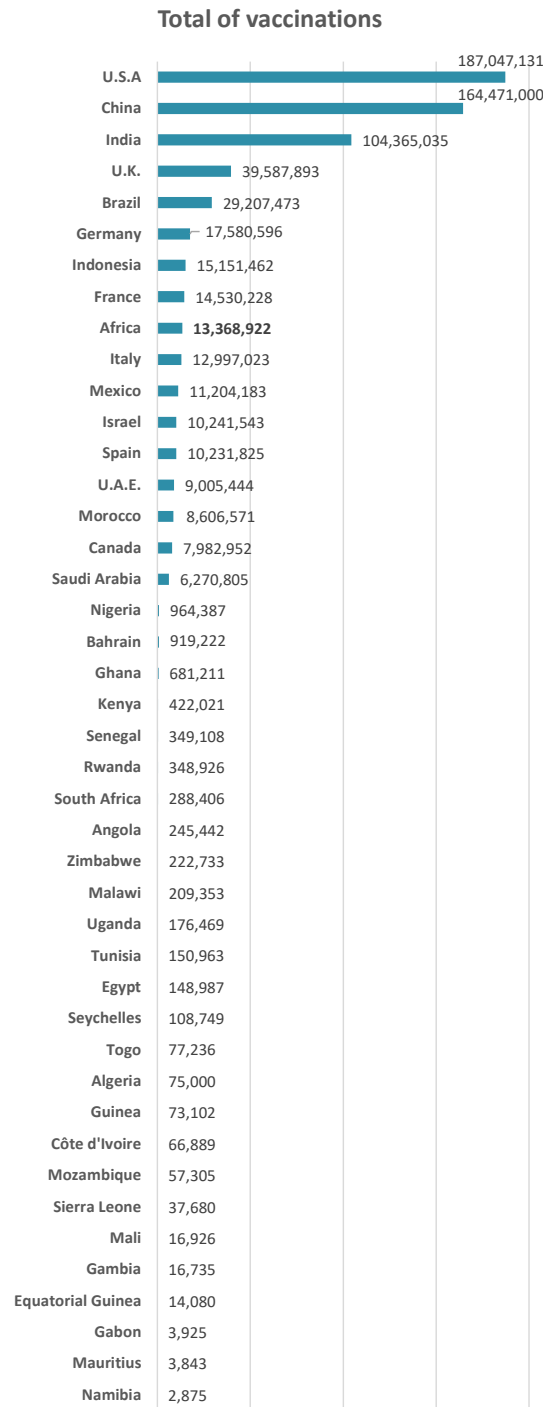 Total of vaccinations
U.S.A 187,047,131
China 164,471,000
India 104,365,035
U.K. 39,587,893
Brazil 29,207,473
Germany 17,580,596
Indonesia 15,151,462
France 14,530,228
Africa 13,368,922
Italy 12,997,023
Mexico 11,204,183
Israel 10,241,543
Spain 10,231,825
U.A.E. 9,005,444
Morocco 8,606,571
Canada 7,982,952
Saudi Arabia 6,270,805
Nigeria 964,387
Bahrain 919,222
Ghana 681,211
Kenya 422,021
Senegal 349,108
Rwanda 348,926
South Africa 288,406
Angola 245,442
Zimbabwe 222,733
Malawi 209,353
Uganda 176,469
Tunisia 150,963
Egypt 148,987
Seychelles 108,749
Togo 77,236
Algeria 75,000
Guinea 73,102
Côte d'Ivoire 66,889
Mozambique 57,305
Sierra Leone 37,680
Mali 16,926
Gambia 16,735
Equatorial Guinea 14,080
Gabon 3,925
Mauritius 3,843
Namibia 2,875